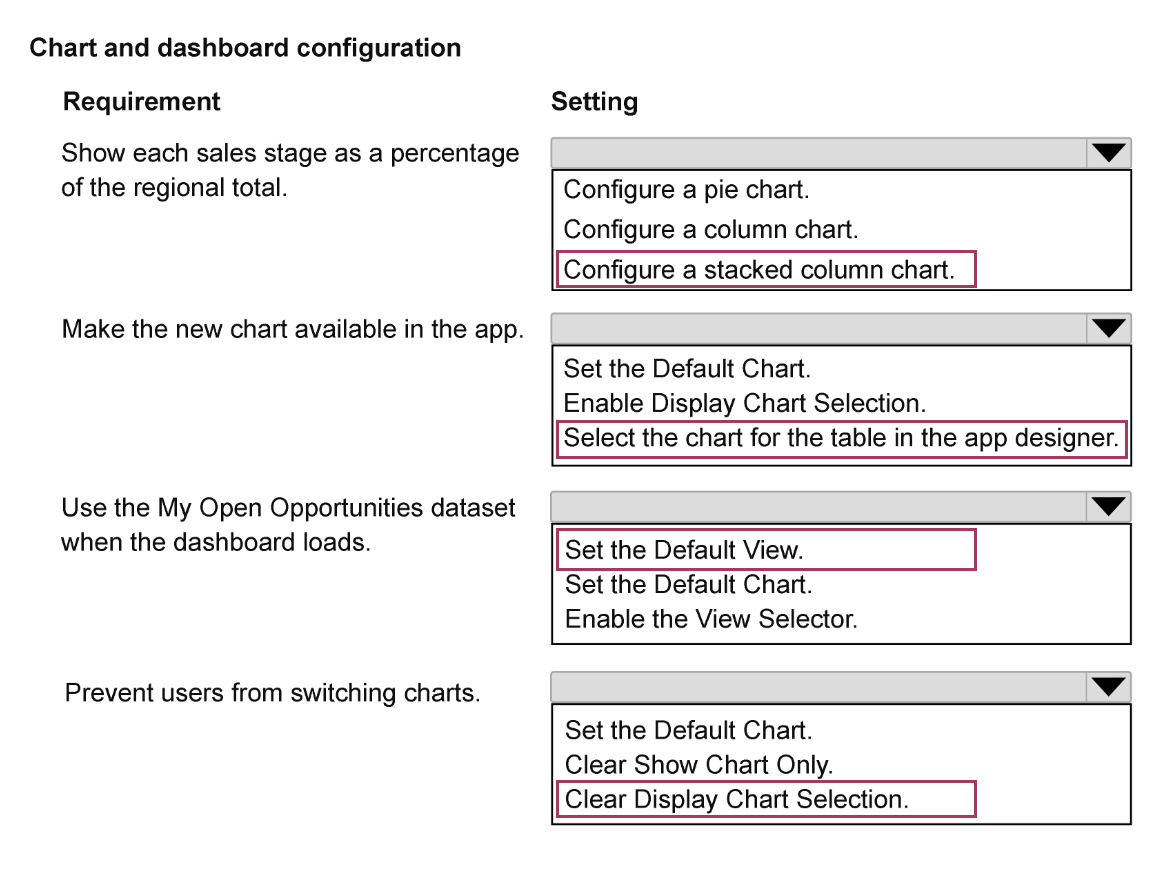 Chart and dashboard configuration
Requirement Setting
Show each sales stage as a percentage
of the regional total.
Configure a pie chart.
Configure a column chart.
Configure a stacked column chart.
Make the new chart available in the app.
Set the Default Chart.
Enable Display Chart Selection.
Select the chart for the table in the app designer.
Use the My Open Opportunities dataset
when the dashboard loads.
Set the Default View.
Set the Default Chart.
Enable the View Selector.
Prevent users from switching charts.
Set the Default Chart.
Clear Show Chart Only.
Clear Display Chart Selection.